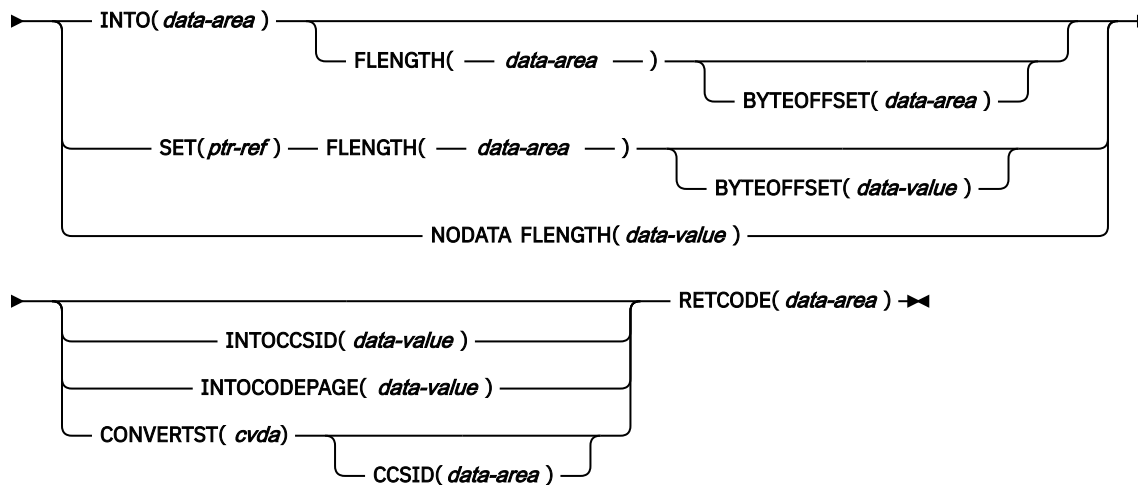 INTO( data-area )
FLENGTH( — data-area — )
BYTEOFFSET( data-area )
SET( ptr-ref ) — FLENGTH( — data-area — )
BYTEOFFSET( data-value )
NODATA FLENGTH( data-value )
RETCODE( data-area )
INTOCCSID( data-value )
INTOCODEPAGE( data-value )
CONVERTST( cvda)
CCSID( data-area )